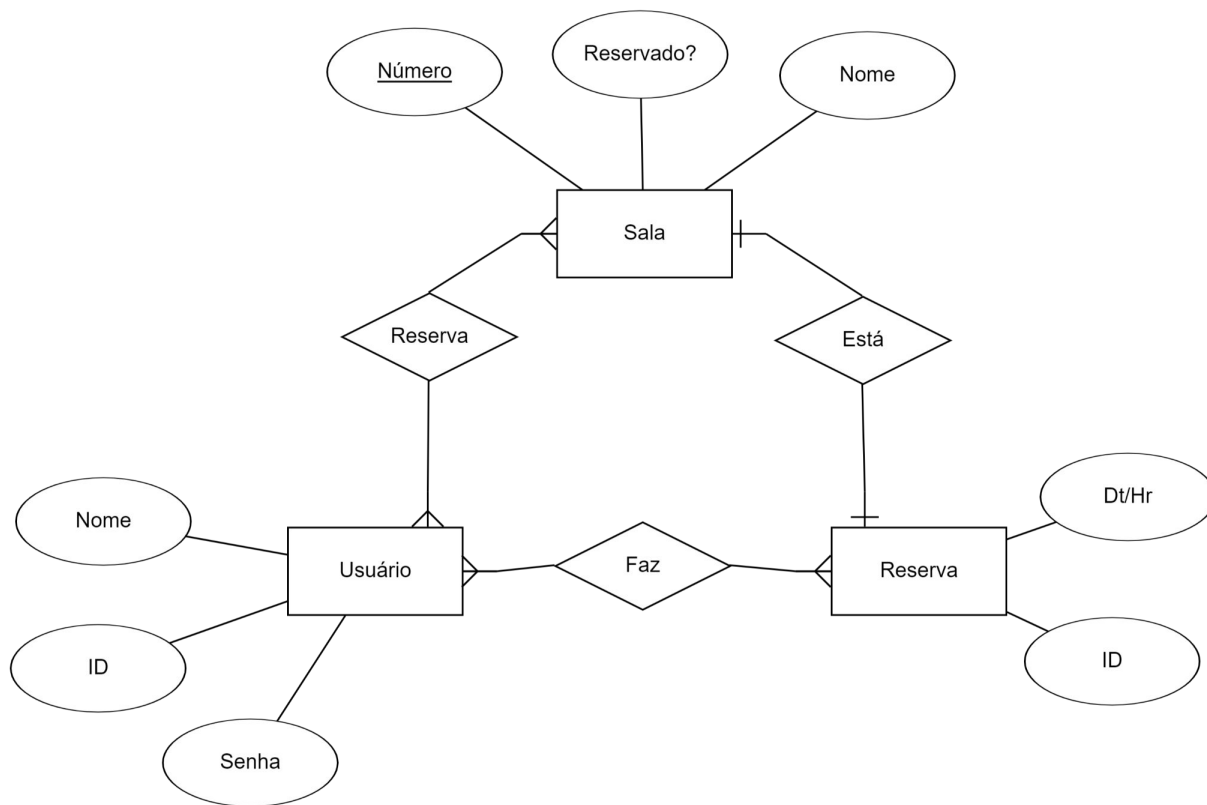 Reservado?
Número
Nome
Sala
Reserva
Está
Dt/Hr
Nome
Usuário
Faz
Reserva
ID
ID
Senha